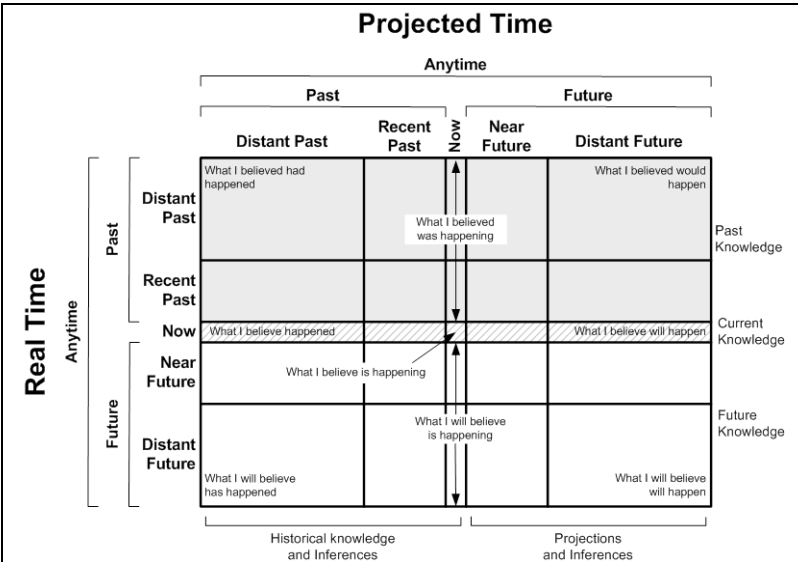 Projected Time
Anytime
Past
Future
Distant Past
Recent
Past
Now
Near
Future
Distant Future
Real Time
Anytime
Past
Future
Distant
Past
What I believed had
happened
What I believed would
happen
What I believed
was happening
Past
Knowledge
Recent
Past
Now
What I believe happened
What I believe will happen
Current
Knowledge
What I believe is happening
Near
Future
What I will believe
is happening
Future
Knowledge
Distant
Future
What I will believe
has happened
What I will believe
will happen
Historical knowledge
and Inferences
Projections
and Inferences